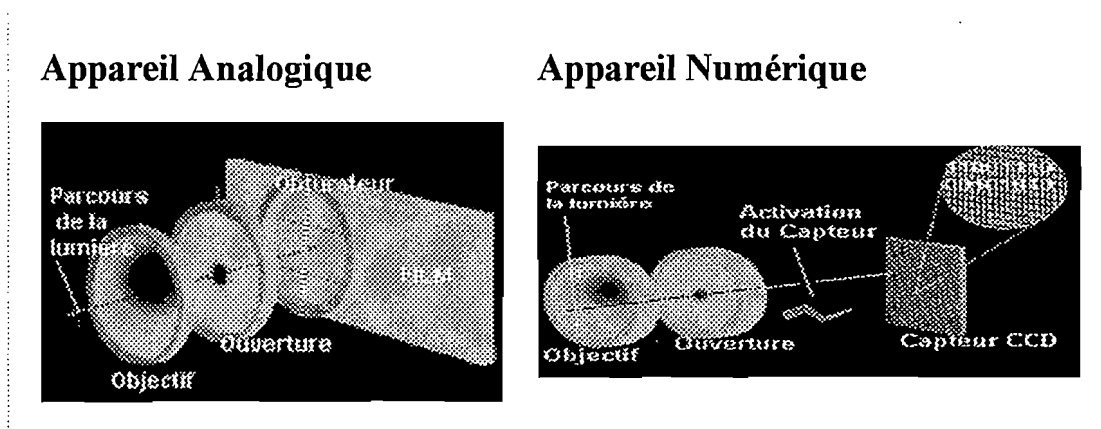 Appareil Analogique
Appareil Numérique
Parcours
de la
lumière
Obturateur
FILM
Ouverture
Objectif
Parcours de
la lumière
Activation
du Capteur
Objectif
Ouverture
Capteur CCD